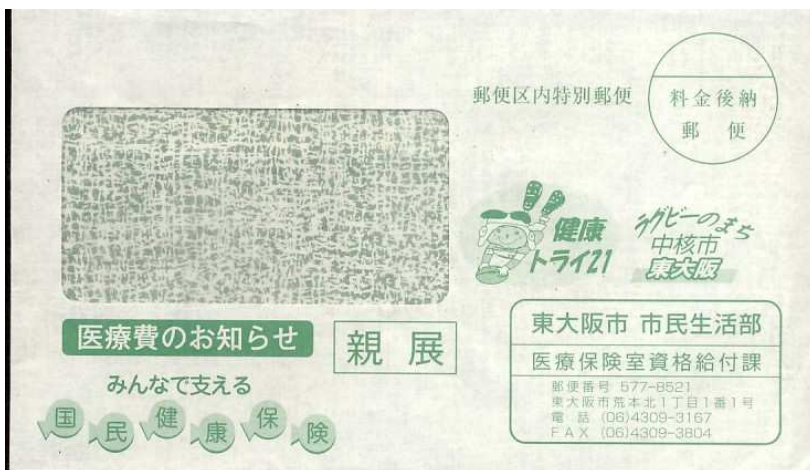 郵便区内特別郵便
料金後納
郵 便
健康
トライ21
ラグビーのまち
中核市
東大阪
医療費のお知らせ
親 展
みんなで支える
国民健康保険
東大阪市 市民生活部
医療保険室資格給付課
郵便番号 577-8521
東大阪市荒本北1丁目1番1号
電 話 (06)4309-3167
FAX (06)4309-3804